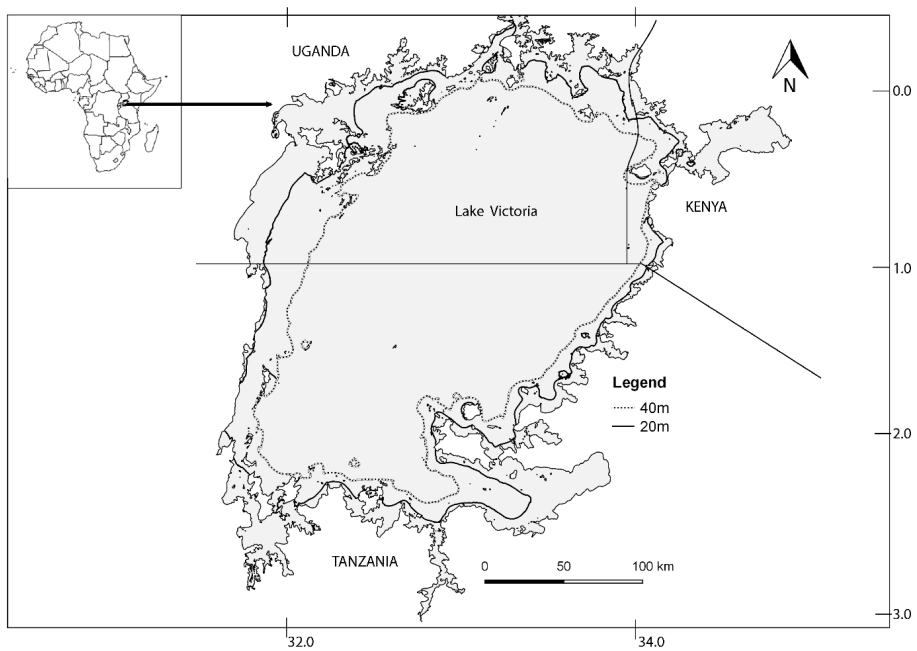 UGANDA
N
0.0
Lake Victoria
KENYA
1.0
Legend
40m
20m
2.0
TANZANIA
0 50 100 km
3.0
32.0 34.0